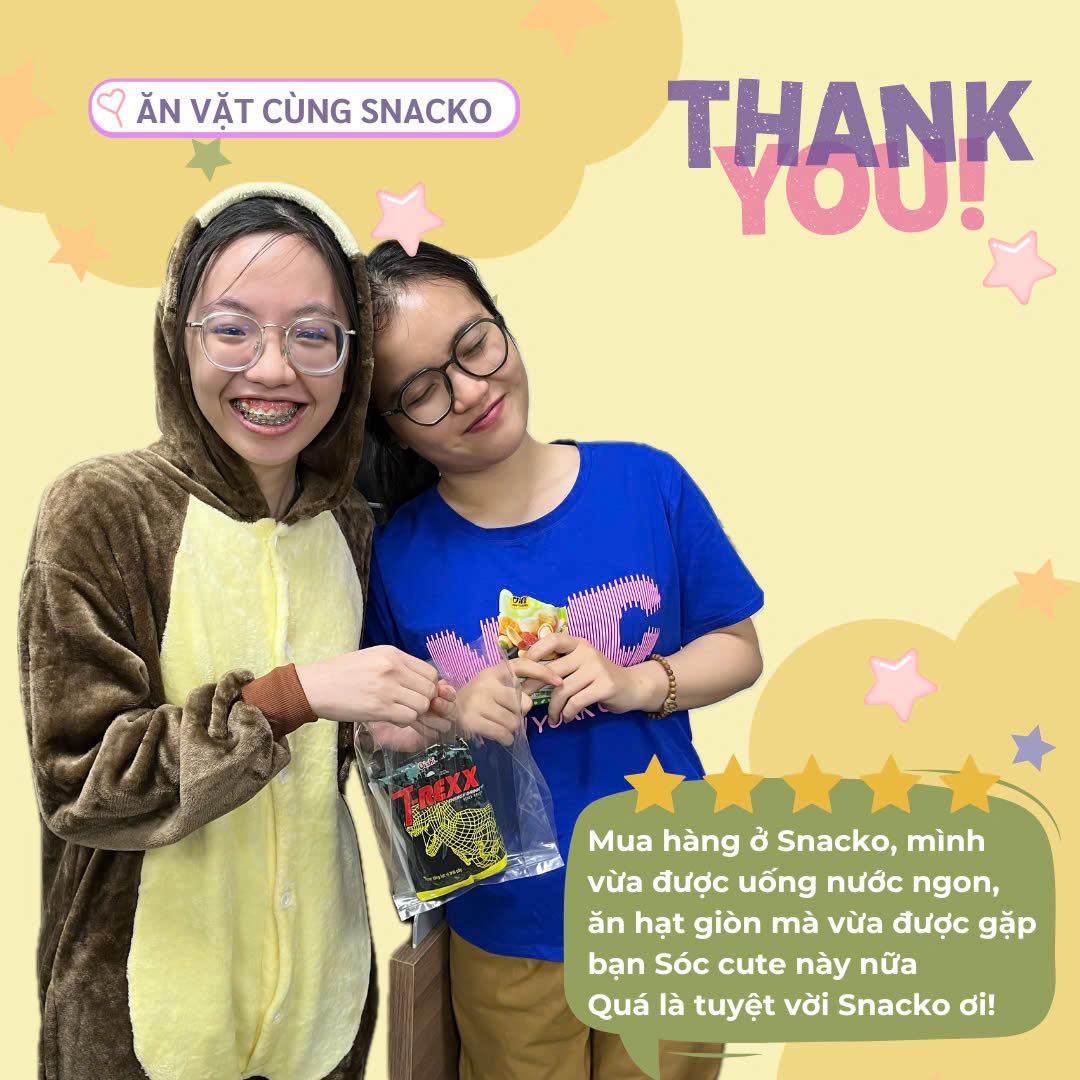 ĂN VẶT CÙNG SNACKO
THANK
YOU!
T-REXX
Mua hàng ở Snacko, mình
vừa được uống nước ngon,
ăn hạt giòn mà vừa được gặp
bạn Sóc cute này nữa
Quá là tuyệt vời Snacko ơi!